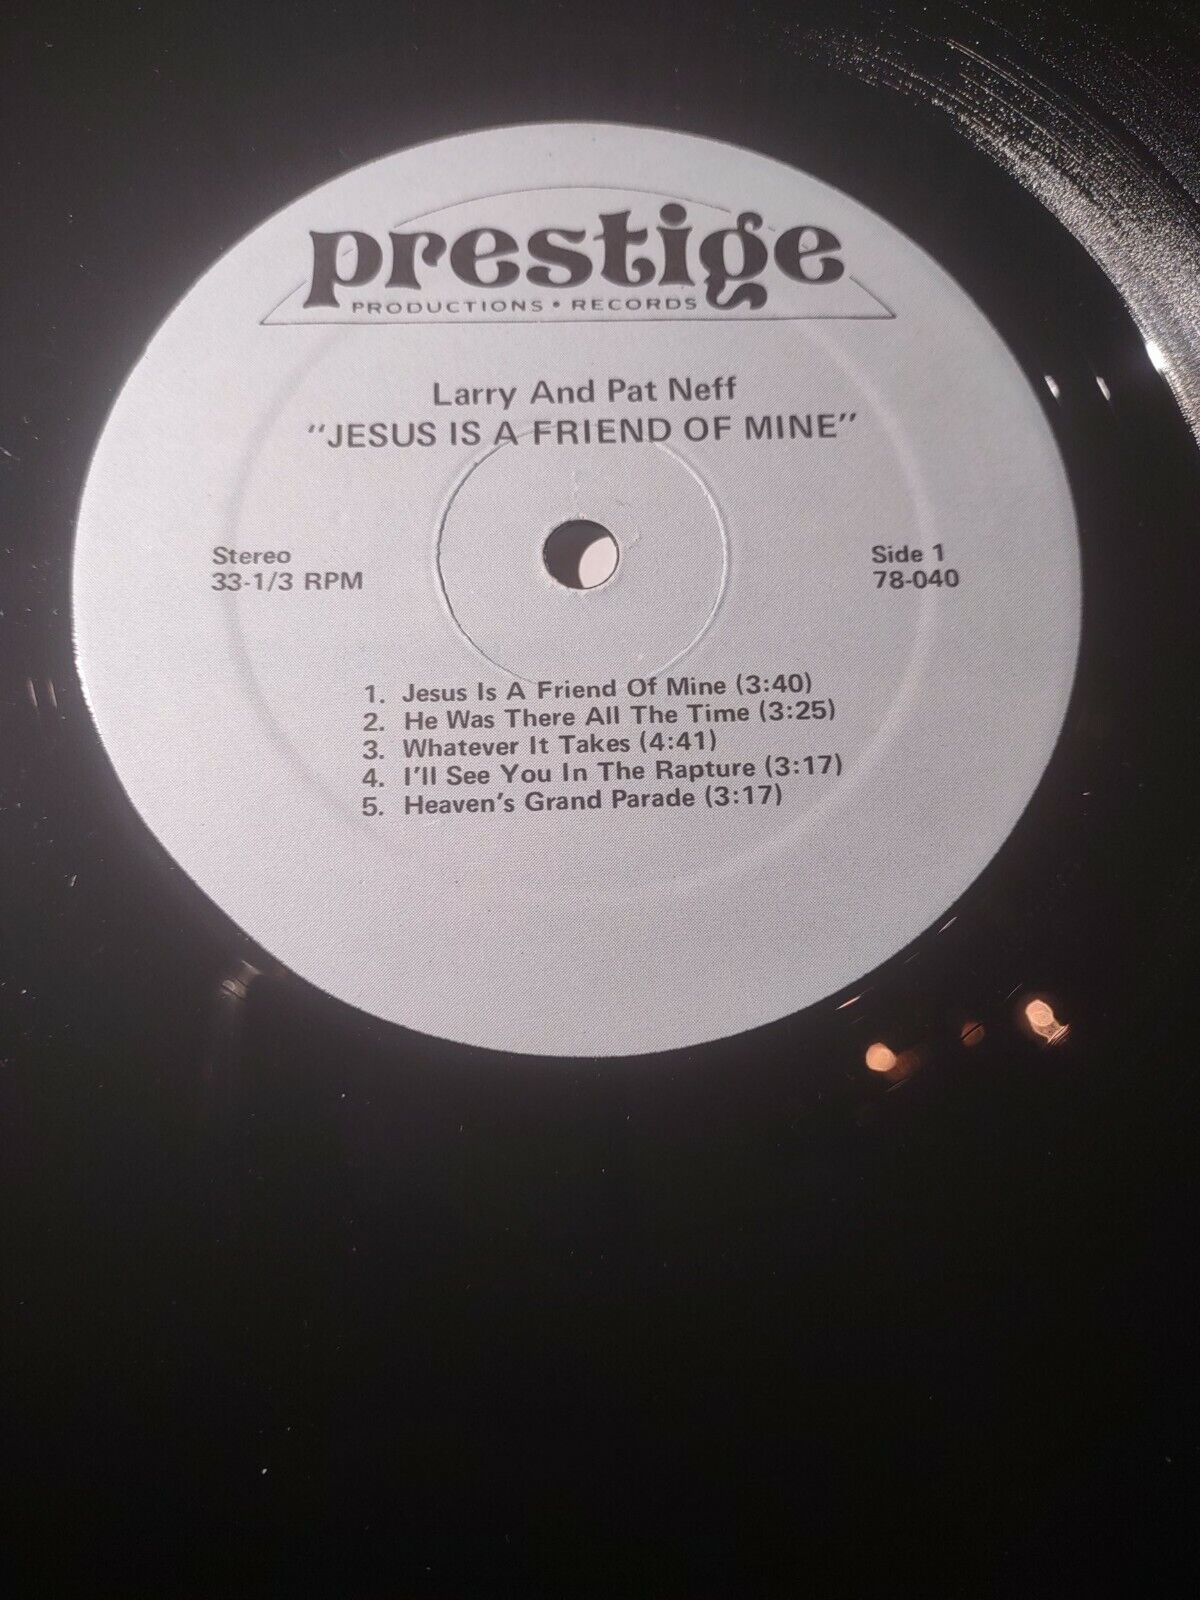 prestige
PRODUCTIONS • RECORDS
Larry And Pat Neff
"JESUS IS A FRIEND OF MINE"
Stereo
33-1/3 RPM
Side 1
78-040
1. Jesus Is A Friend Of Mine (3:40)
2. He Was There All The Time (3:25)
3. Whatever It Takes (4:41)
4. I'll See You In The Rapture (3:17)
5. Heaven's Grand Parade (3:17)